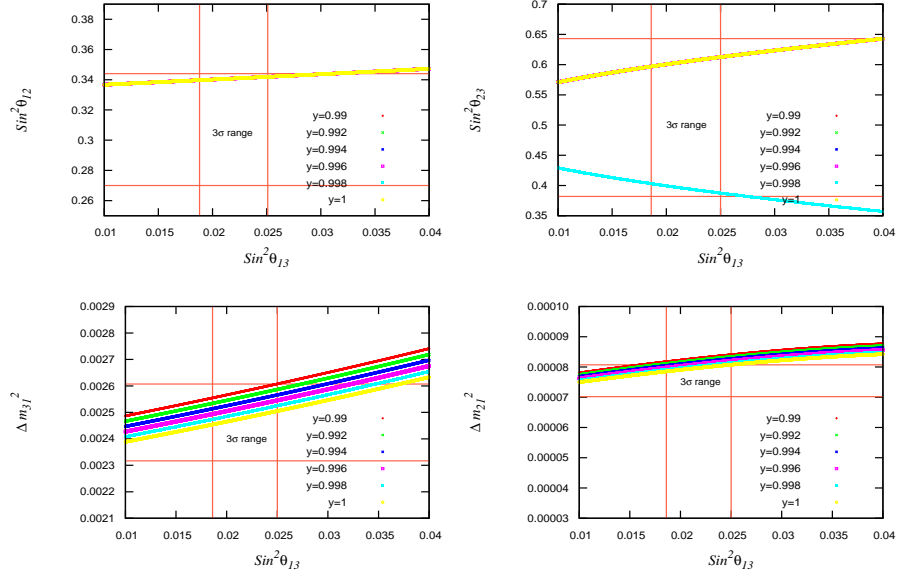 0.38
0.36
0.34
0.32
0.3
0.28
0.26
Sin²θ₁₂
y=0.99
y=0.992
y=0.994
y=0.996
y=0.998
y=1
3σ range
0.01 0.015 0.02 0.025 0.03 0.035 0.04
Sin²θ₁₃
0.7
0.65
0.6
0.55
0.5
0.45
0.4
0.35
Sin²θ₂₃
y=0.99
y=0.992
y=0.994
y=0.996
y=0.998
y=1
3σ range
0.01 0.015 0.02 0.025 0.03 0.035 0.04
Sin²θ₁₃
0.0029
0.0028
0.0027
0.0026
0.0025
0.0024
0.0023
0.0022
0.0021
Δ m₃₁²
3σ range
y=0.99
y=0.992
y=0.994
y=0.996
y=0.998
y=1
0.01 0.015 0.02 0.025 0.03 0.035 0.04
Sin²θ₁₃
0.00010
0.00009
0.00008
0.00007
0.00006
0.00005
0.00004
0.00003
Δ m₂₁²
3σ range
y=0.99
y=0.992
y=0.994
y=0.996
y=0.998
y=1
0.01 0.015 0.02 0.025 0.03 0.035 0.04
Sin²θ₁₃